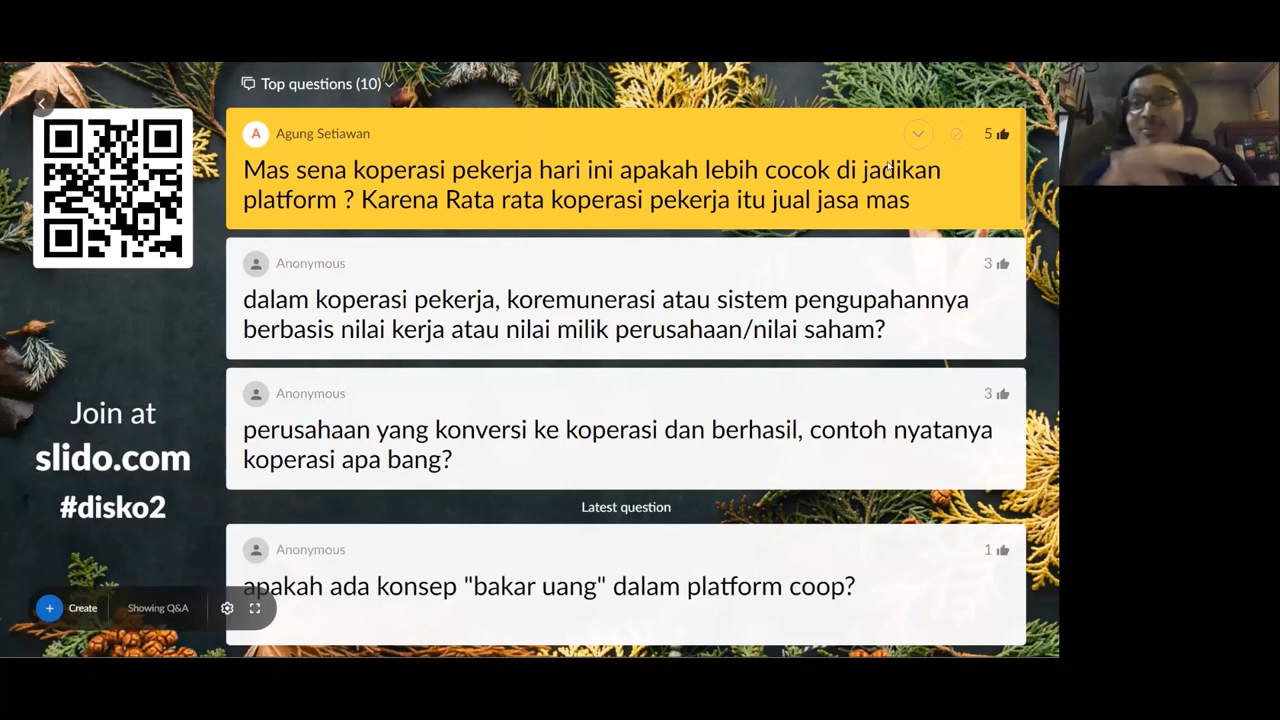 Top questions (10)
A Agung Setiawan
5
Mas sena koperasi pekerja hari ini apakah lebih cocok di jadikan
platform ? Karena Rata rata koperasi pekerja itu jual jasa mas
Anonymous
3
dalam koperasi pekerja, koremunerasi atau sistem pengupahannya
berbasis nilai kerja atau nilai milik perusahaan/nilai saham?
Anonymous
3
perusahaan yang konversi ke koperasi dan berhasil, contoh nyatanya
koperasi apa bang?
Latest question
Anonymous
1
apakah ada konsep "bakar uang" dalam platform coop?
Join at
slido.com
#disko2
Create
Showing Q&A